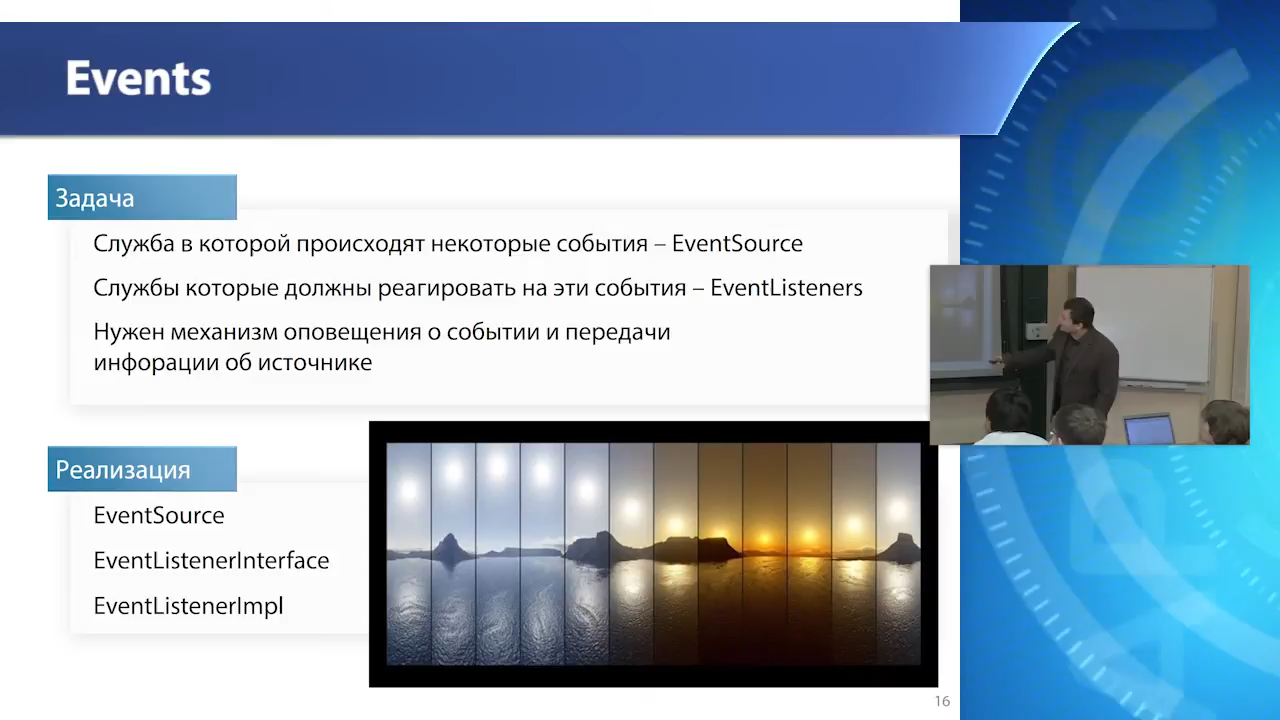 Events
Задача
Служба в которой происходят некоторые события – EventSource
Службы которые должны реагировать на эти события – EventListeners
Нужен механизм оповещения о событии и передачи
инфорации об источнике
Реализация
EventSource
EventListenerInterface
EventListenerImpl
16